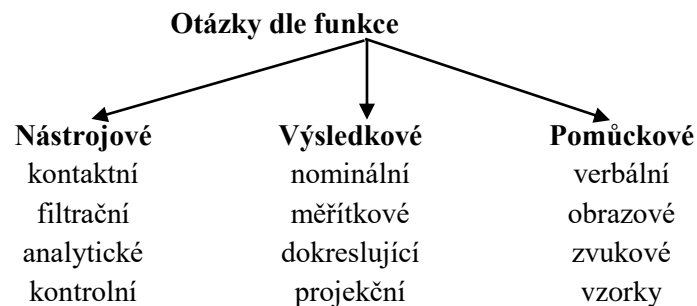 Otázky dle funkce
Nástrojové Výsledkové Pomůckové
kontaktní nominální verbální
filtrační měřítkové obrazové
analytické dokreslující zvukové
kontrolní projekční vzorky